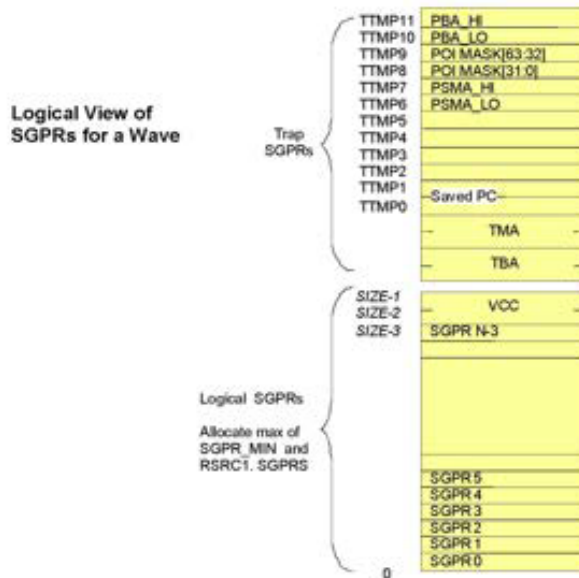 TTMP11 PBA_HI
TTMP10 PBA_LO
TTMP9 POI MASK[63:32]
TTMP8 POI MASK[31:0]
TTMP7 PSMA_HI
TTMP6 PSMA_LO
TTMP5
TTMP4
TTMP3
TTMP2
TTMP1
TTMP0
Saved PC
TMA
TBA
Logical View of
SGPRs for a Wave
Trap
SGPRs
SIZE-1
SIZE-2
VCC
SIZE-3 SGPR N-3
Logical SGPRs
Allocate max of
SGPR_MIN and
RSRC1. SGPRS
SGPR 5
SGPR 4
SGPR 3
SGPR 2
SGPR 1
SGPR 0
0